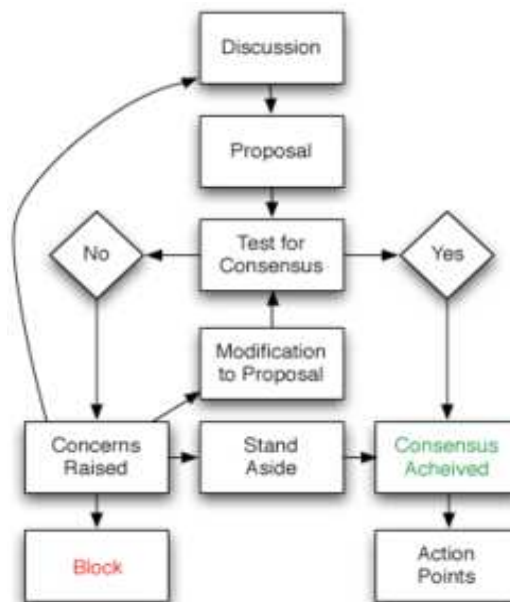 Discussion
Proposal
No
Test for
Consensus
Yes
Modification
to Proposal
Concerns
Raised
Stand
Aside
Consensus
Acheived
Block
Action
Points